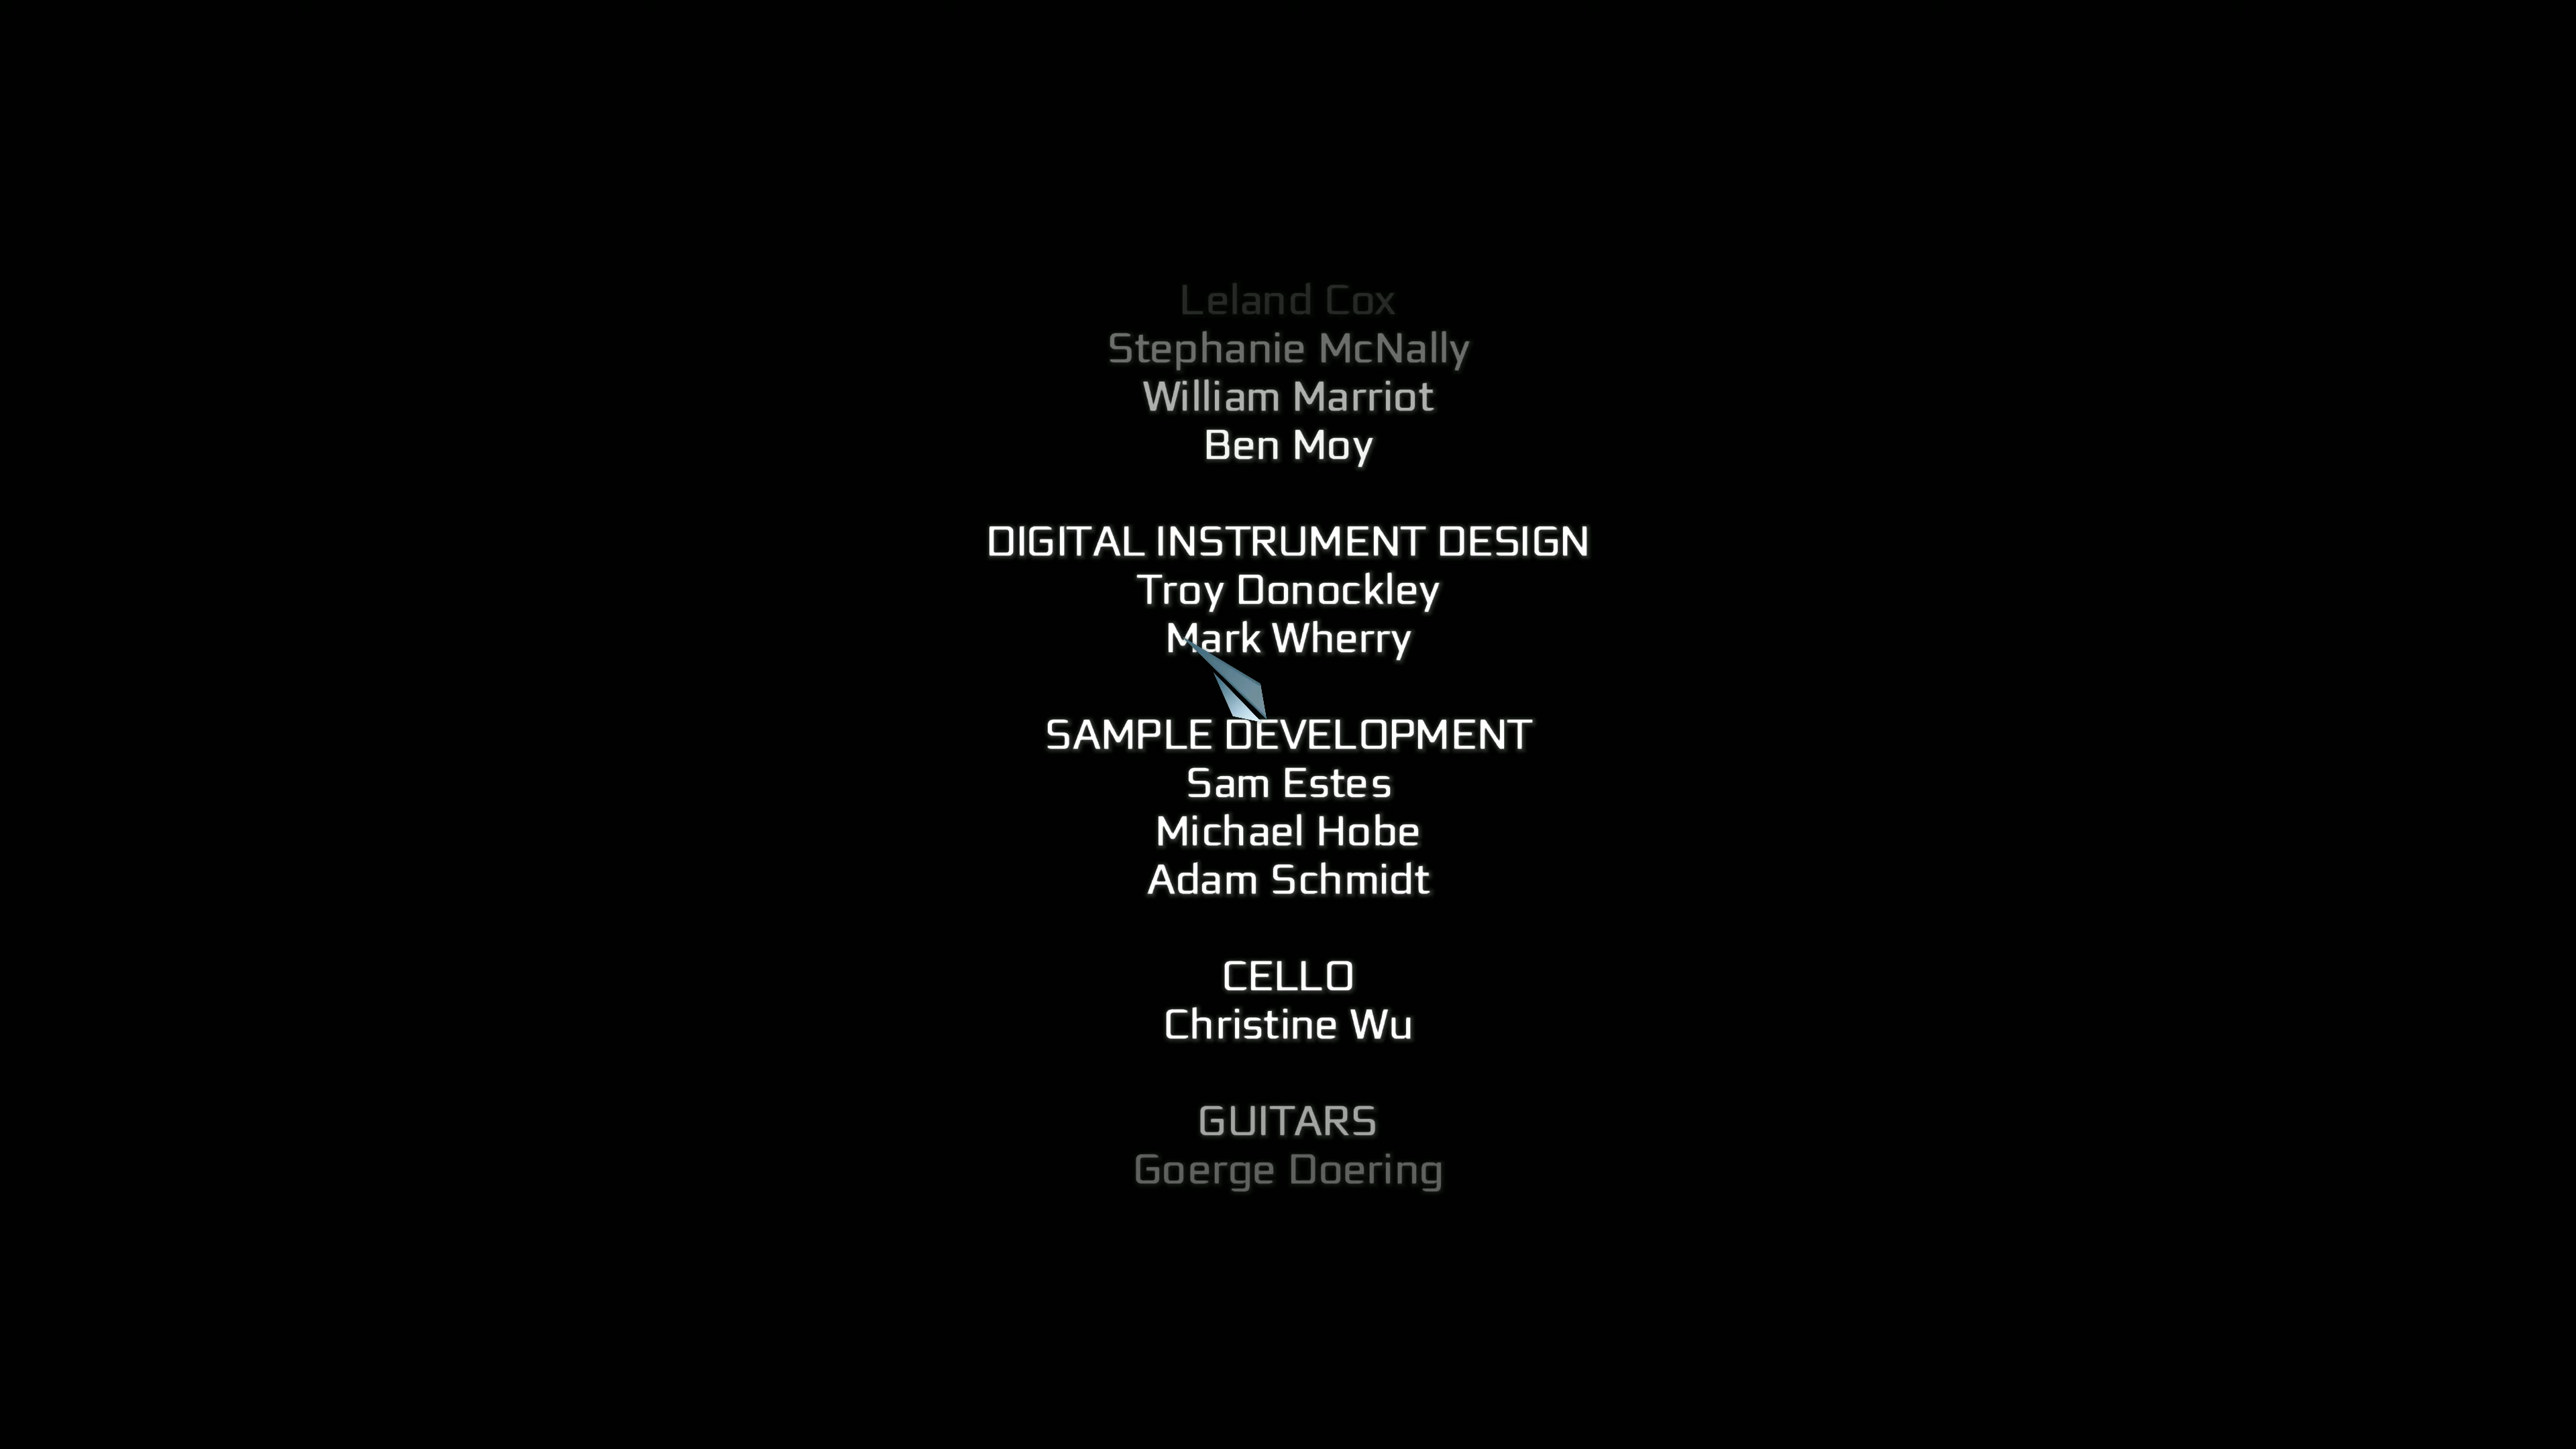 Leland Cox
Stephanie McNally
William Marriot
Ben Moy
DIGITAL INSTRUMENT DESIGN
Troy Donockley
Mark Wherry
SAMPLE DEVELOPMENT
Sam Estes
Michael Hobe
Adam Schmidt
CELLO
Christine Wu
GUITARS
Goerge Doering